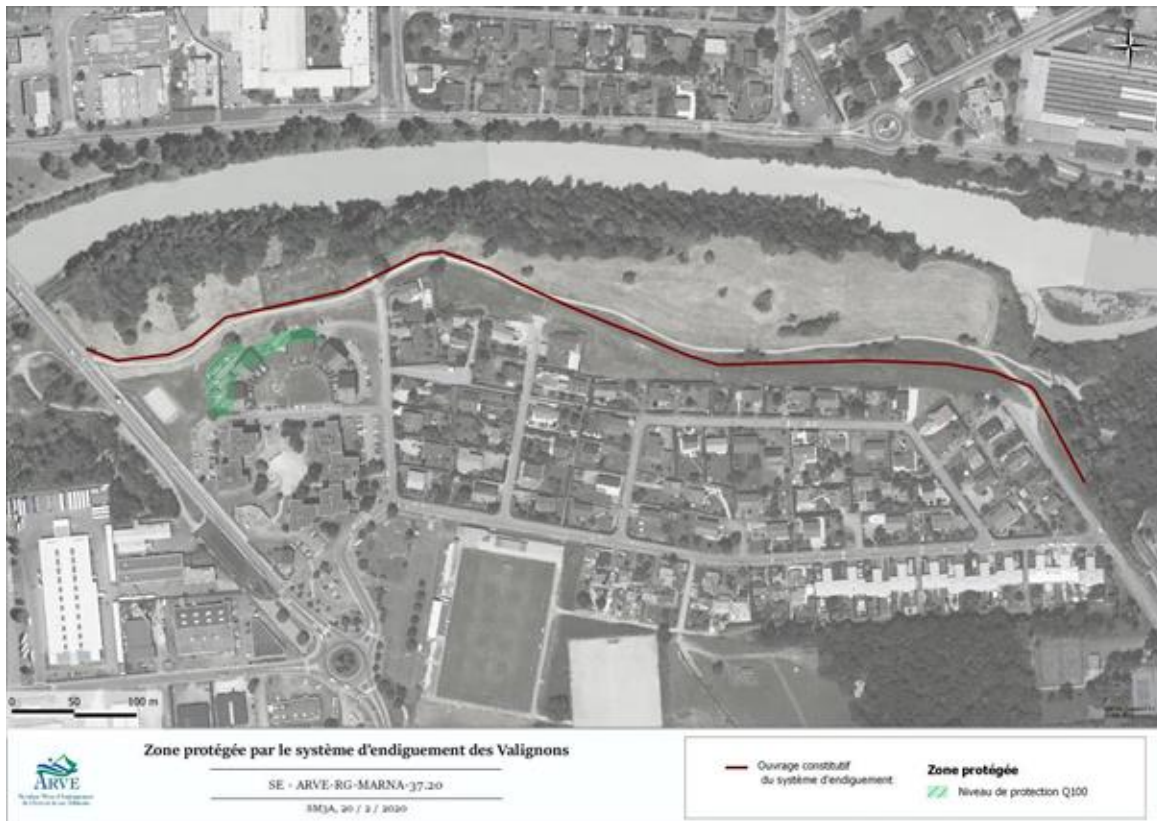 0 50 100 m
Zone protégée par le système d'endiguement des Valignons
SE - ARVE-RG-MARNA-37.20
SM3A, 20 / 2 / 2020
ARVE
Ouvrage constitutif
du système d'endiguement
Zone protégée
Niveau de protection Q100